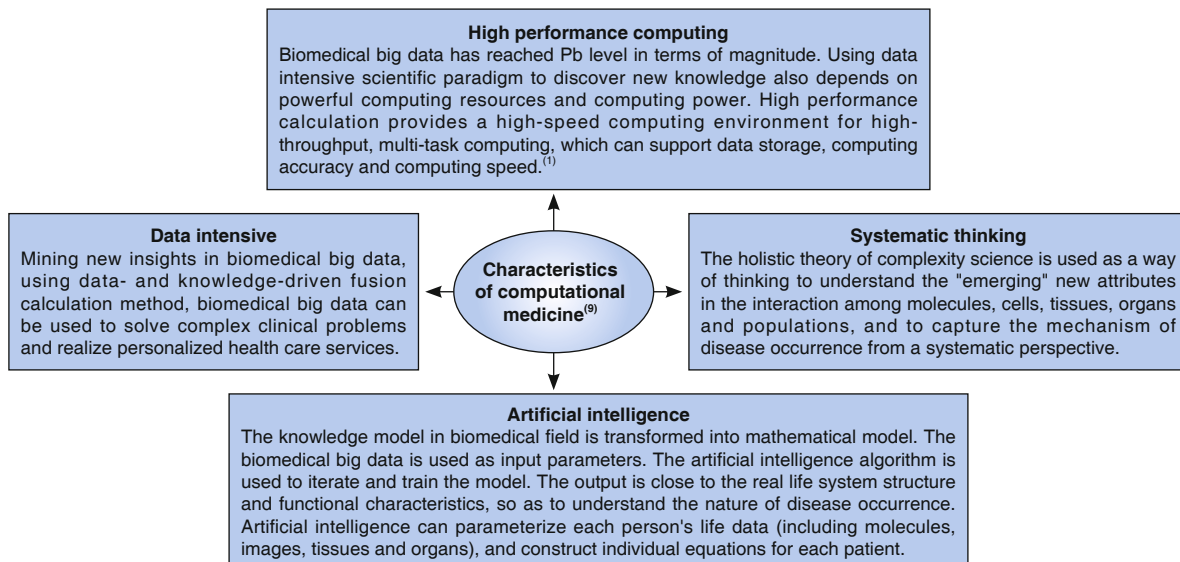 High performance computing
Biomedical big data has reached Pb level in terms of magnitude. Using data
intensive scientific paradigm to discover new knowledge also depends on
powerful computing resources and computing power. High performance
calculation provides a high-speed computing environment for high-
throughput, multi-task computing, which can support data storage, computing
accuracy and computing speed.(1)
Data intensive
Mining new insights in biomedical big data,
using data- and knowledge-driven fusion
calculation method, biomedical big data can
be used to solve complex clinical problems
and realize personalized health care services.
Characteristics
of computational
medicine(9)
Systematic thinking
The holistic theory of complexity science is used as a way
of thinking to understand the "emerging" new attributes
in the interaction among molecules, cells, tissues, organs
and populations, and to capture the mechanism of
disease occurrence from a systematic perspective.
Artificial intelligence
The knowledge model in biomedical field is transformed into mathematical model. The
biomedical big data is used as input parameters. The artificial intelligence algorithm is
used to iterate and train the model. The output is close to the real life system structure
and functional characteristics, so as to understand the nature of disease occurrence.
Artificial intelligence can parameterize each person's life data (including molecules,
images, tissues and organs), and construct individual equations for each patient.